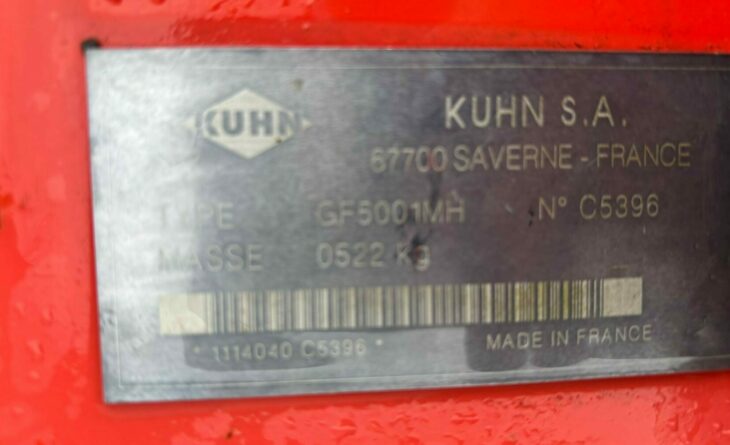 KUHN
KUHN S.A.
67700 SAVERNE - FRANCE
TYPE GF5001MH N° C5396
MASSE 0522 Kg
* 1114040 C5396 *
MADE IN FRANCE